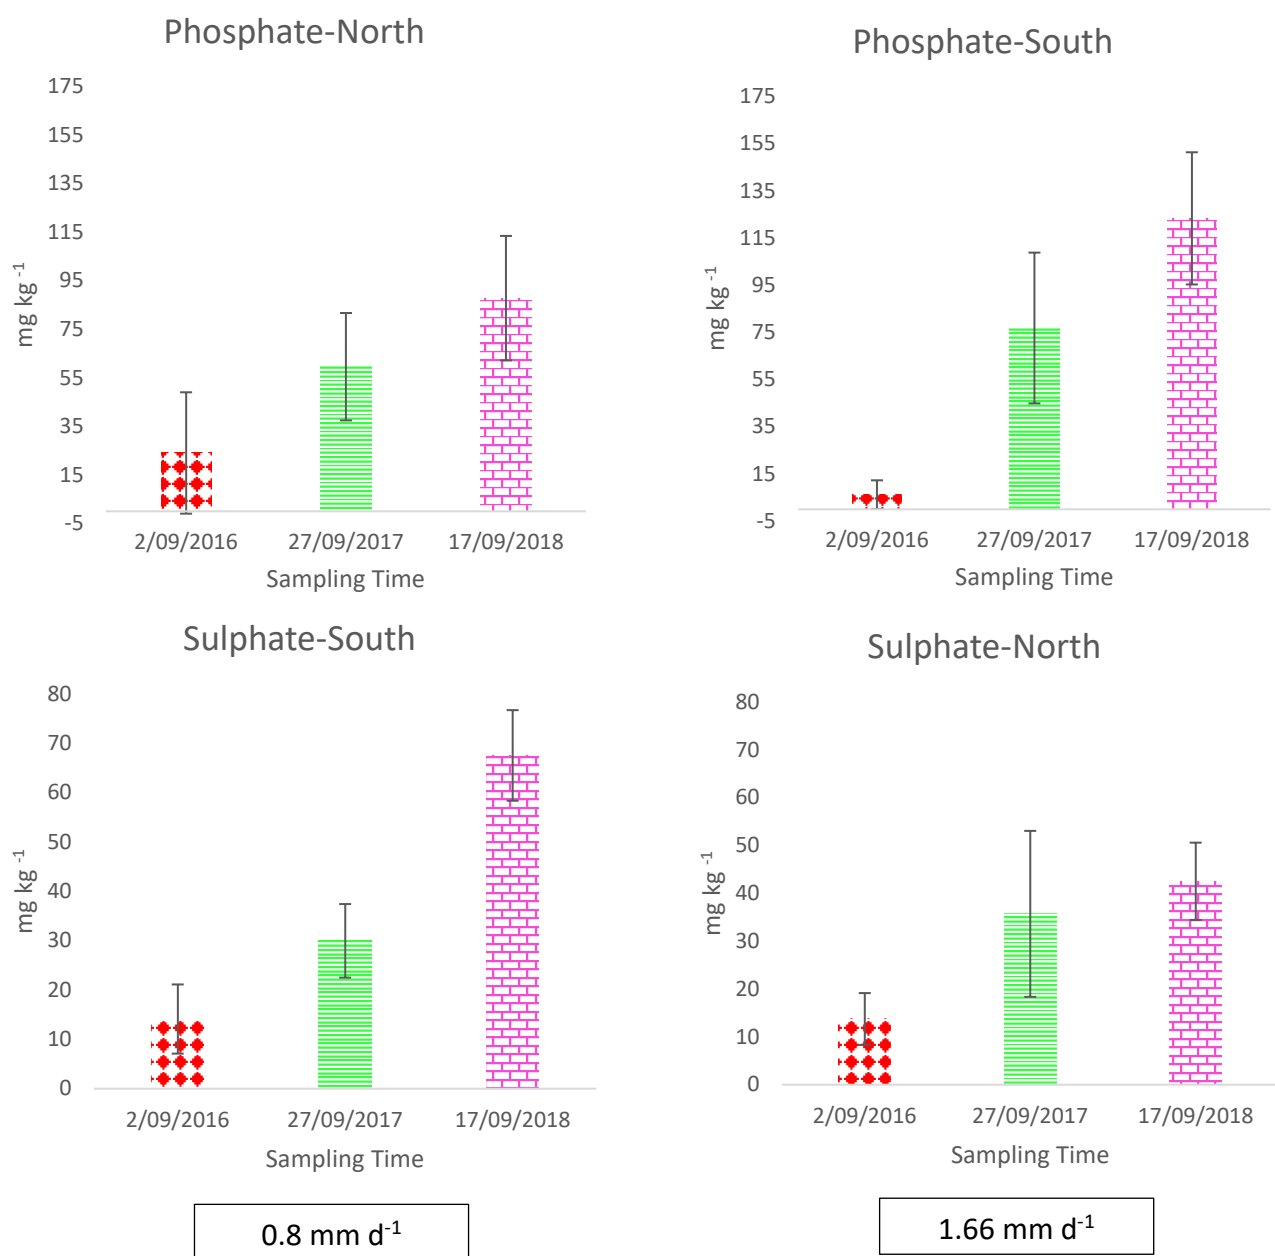 Phosphate-North
175
155
135
115
95
75
55
35
15
-5
mg kg -1
2/09/2016 27/09/2017 17/09/2018
Sampling Time
Phosphate-South
175
155
135
115
95
75
55
35
15
-5
mg kg -1
2/09/2016 27/09/2017 17/09/2018
Sampling Time
Sulphate-South
80
70
60
50
40
30
20
10
0
mg kg -1
2/09/2016 27/09/2017 17/09/2018
Sampling Time
Sulphate-North
80
70
60
50
40
30
20
10
0
mg kg -1
2/09/2016 27/09/2017 17/09/2018
Sampling Time
0.8 mm d-1
1.66 mm d-1